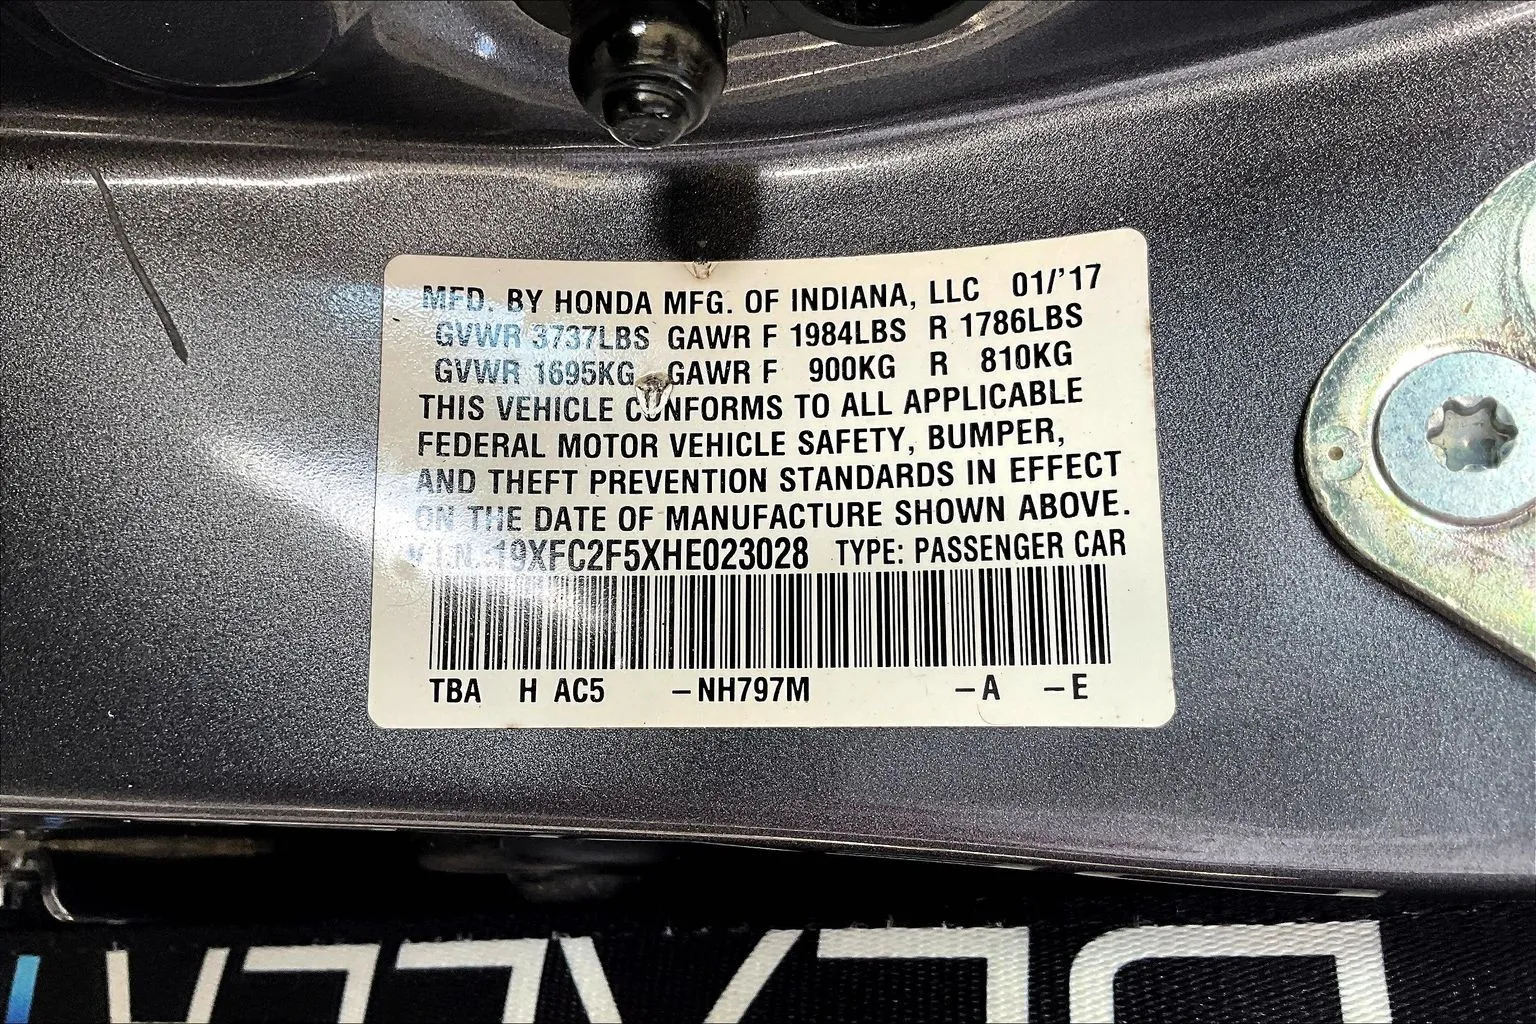 MFD. BY HONDA MFG. OF INDIANA, LLC 01/'17
GVWR 3737LBS GAWR F 1984LBS R 1786LBS
GVWR 1695KG GAWR F 900KG R 810KG
THIS VEHICLE CONFORMS TO ALL APPLICABLE
FEDERAL MOTOR VEHICLE SAFETY, BUMPER,
AND THEFT PREVENTION STANDARDS IN EFFECT
ON THE DATE OF MANUFACTURE SHOWN ABOVE.
V.I.N.:19XFC2F5XHE023028 TYPE: PASSENGER CAR
TBA H AC5 -NH797M -A -E